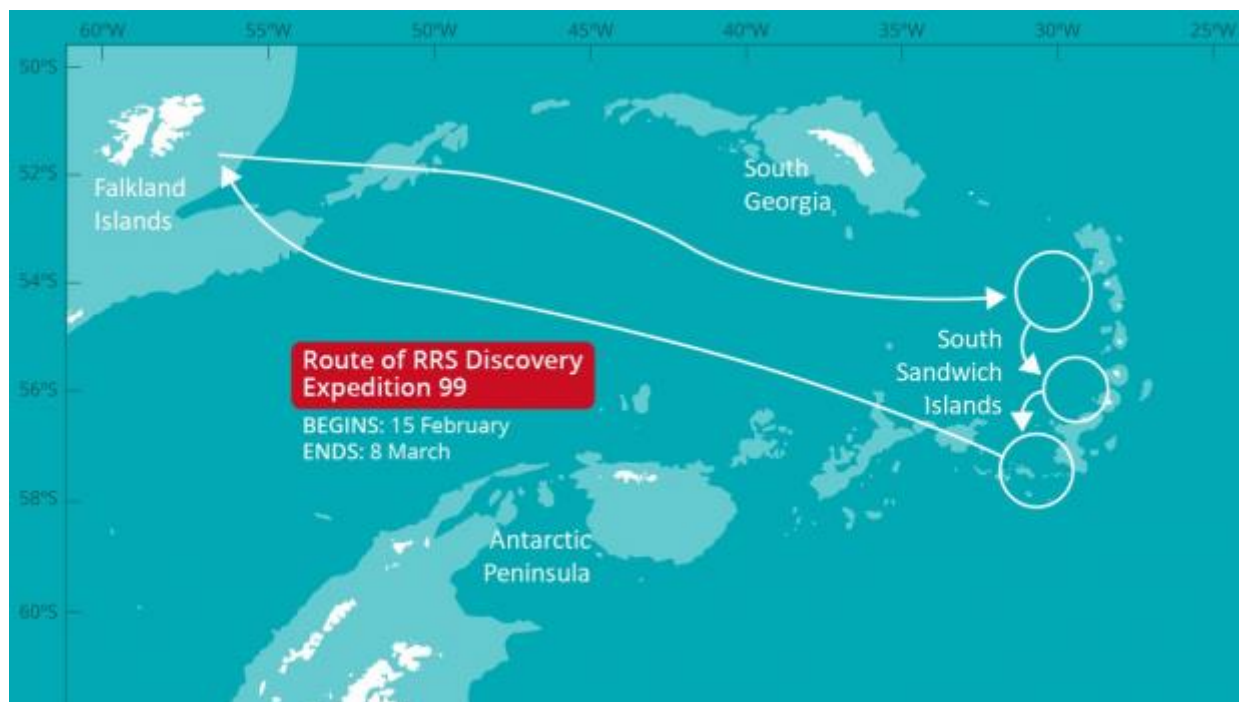 60°W 55°W 50°W 45°W 40°W 35°W 30°W 25°W
50°S
52°S
54°S
56°S
58°S
60°S
Falkland
Islands
South
Georgia
South
Sandwich
Islands
Route of RRS Discovery
Expedition 99
BEGINS: 15 February
ENDS: 8 March
Antarctic
Peninsula